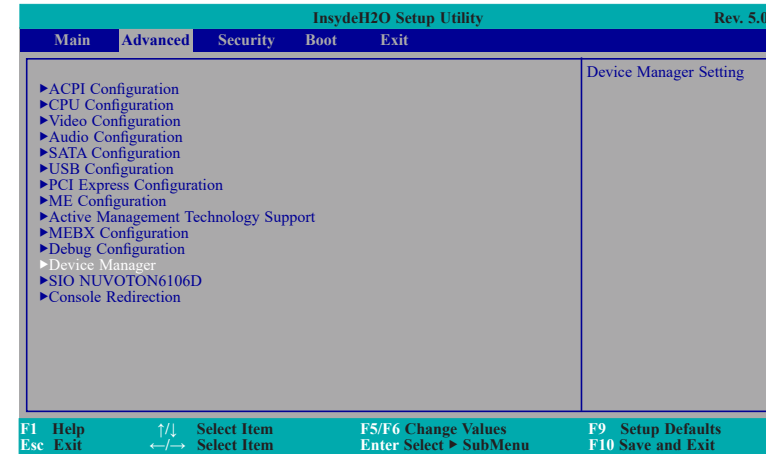 InsydeH2O Setup Utility Rev. 5.0
Main Advanced Security Boot Exit
Device Manager Setting
▶ACPI Configuration
▶CPU Configuration
▶Video Configuration
▶Audio Configuration
▶SATA Configuration
▶USB Configuration
▶PCI Express Configuration
▶ME Configuration
▶Active Management Technology Support
▶MEBX Configuration
▶Debug Configuration
▶Device Manager
▶SIO NUVOTON6106D
▶Console Redirection
F1 Help ↑/↓ Select Item F5/F6 Change Values F9 Setup Defaults
Esc Exit ←/→ Select Item Enter Select ▶ SubMenu F10 Save and Exit